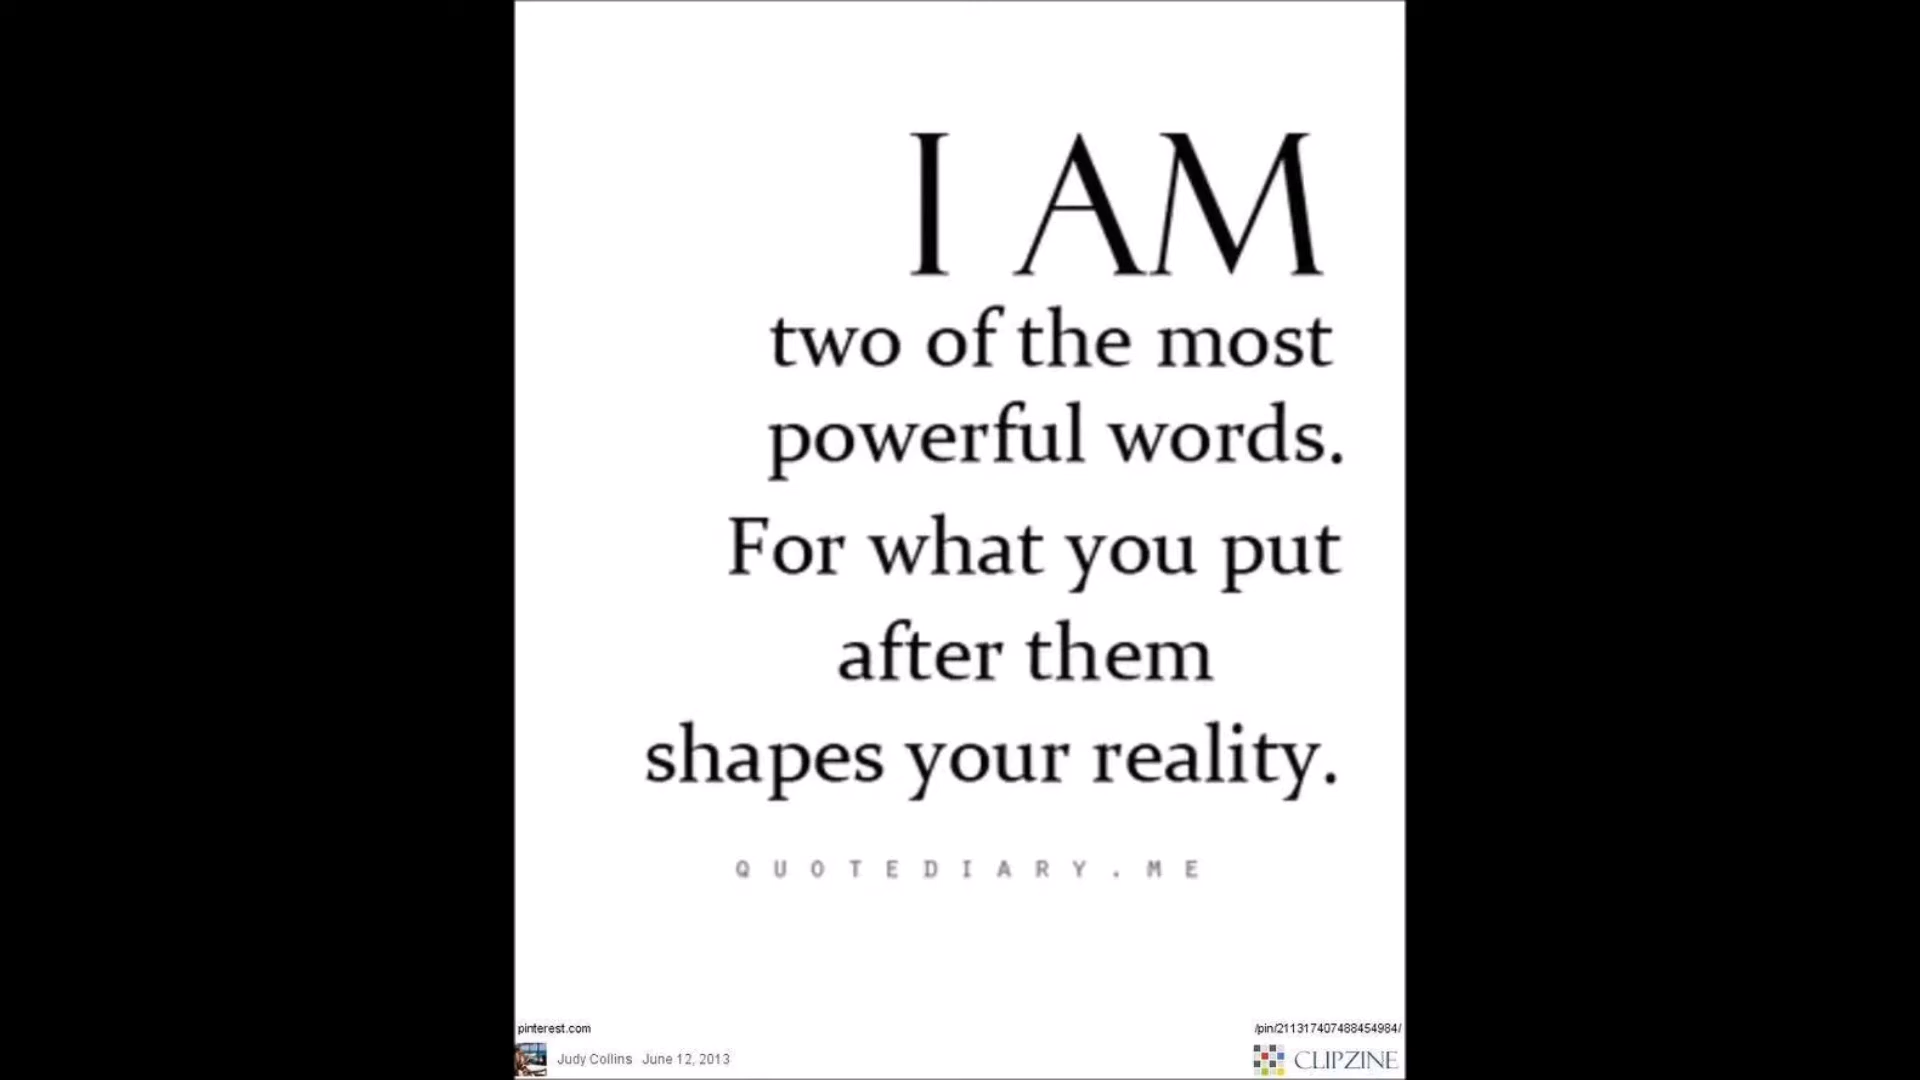 I AM
two of the most
powerful words.
For what you put
after them
shapes your reality.
QUOTEDIARY.ME
pinterest.com
/pin/211317407488454984/
Judy Collins June 12, 2013
CLIPZINE